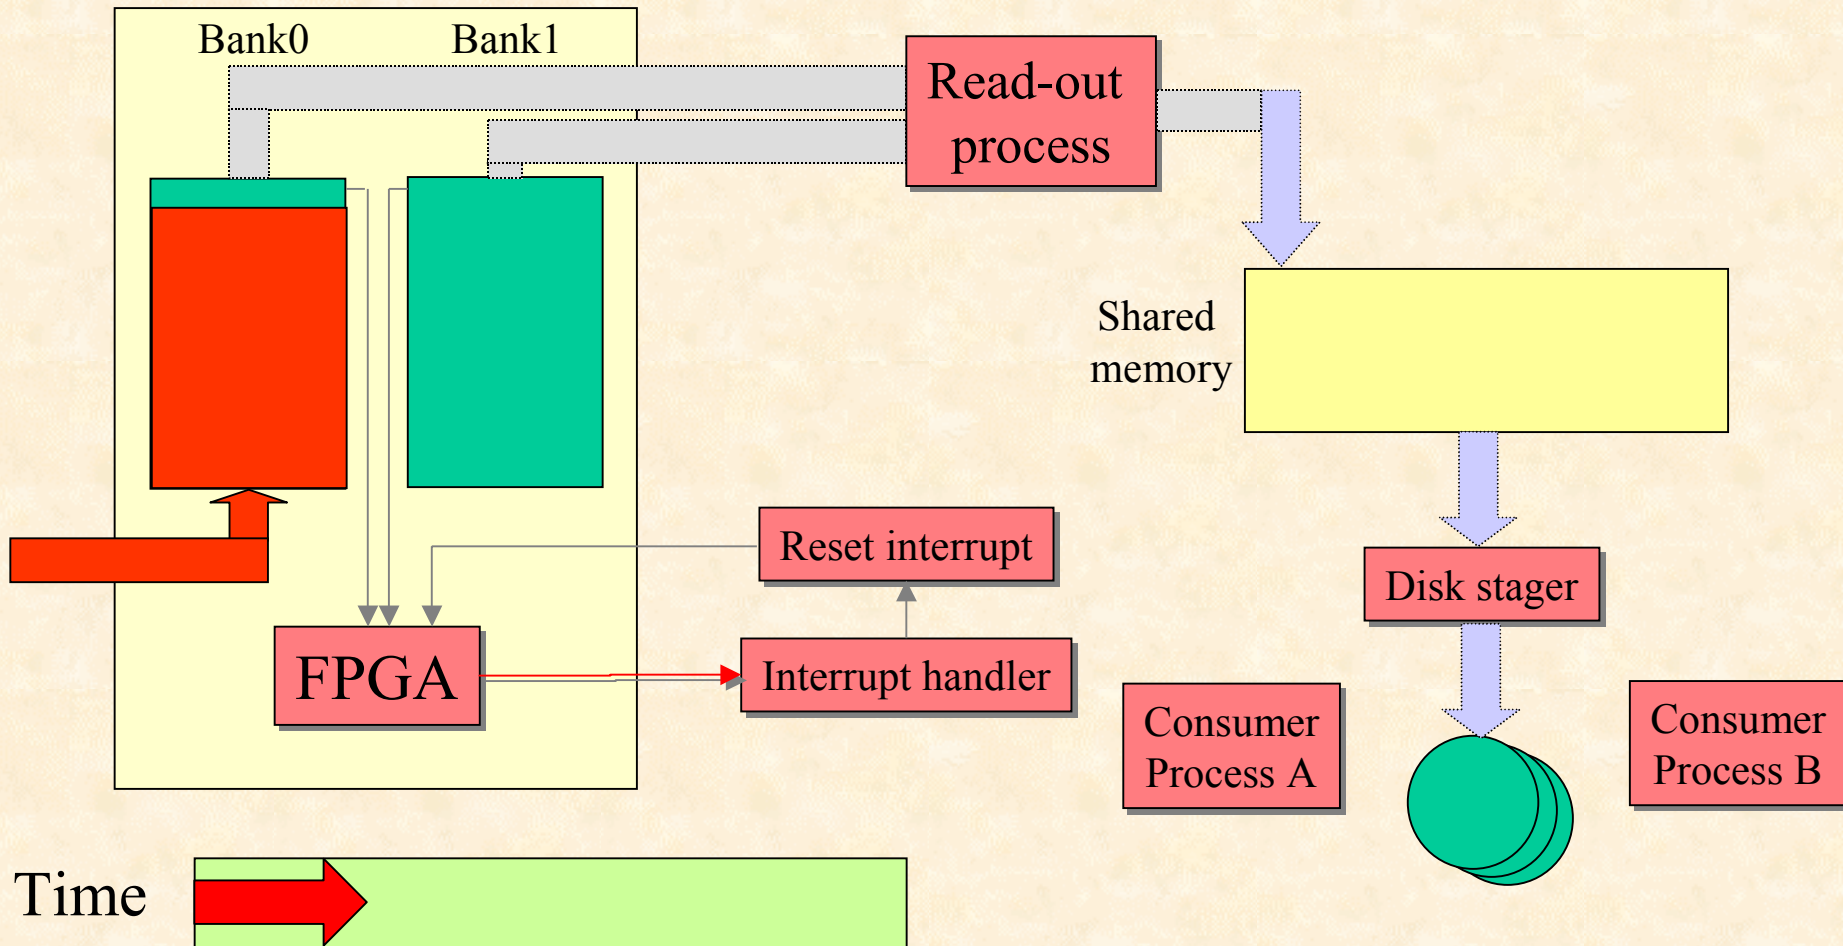 Bank0
Bank1
Read-out
process
Shared
memory
Reset interrupt
Disk stager
FPGA
Interrupt handler
Consumer
Process A
Consumer
Process B
Time